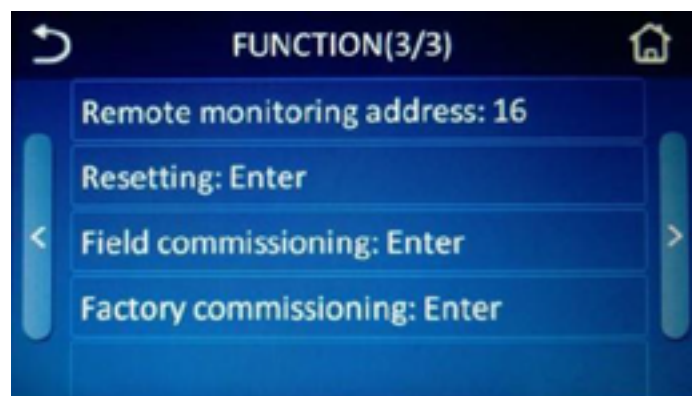 FUNCTION(3/3)
Remote monitoring address: 16
Resetting: Enter
Field commissioning: Enter
Factory commissioning: Enter